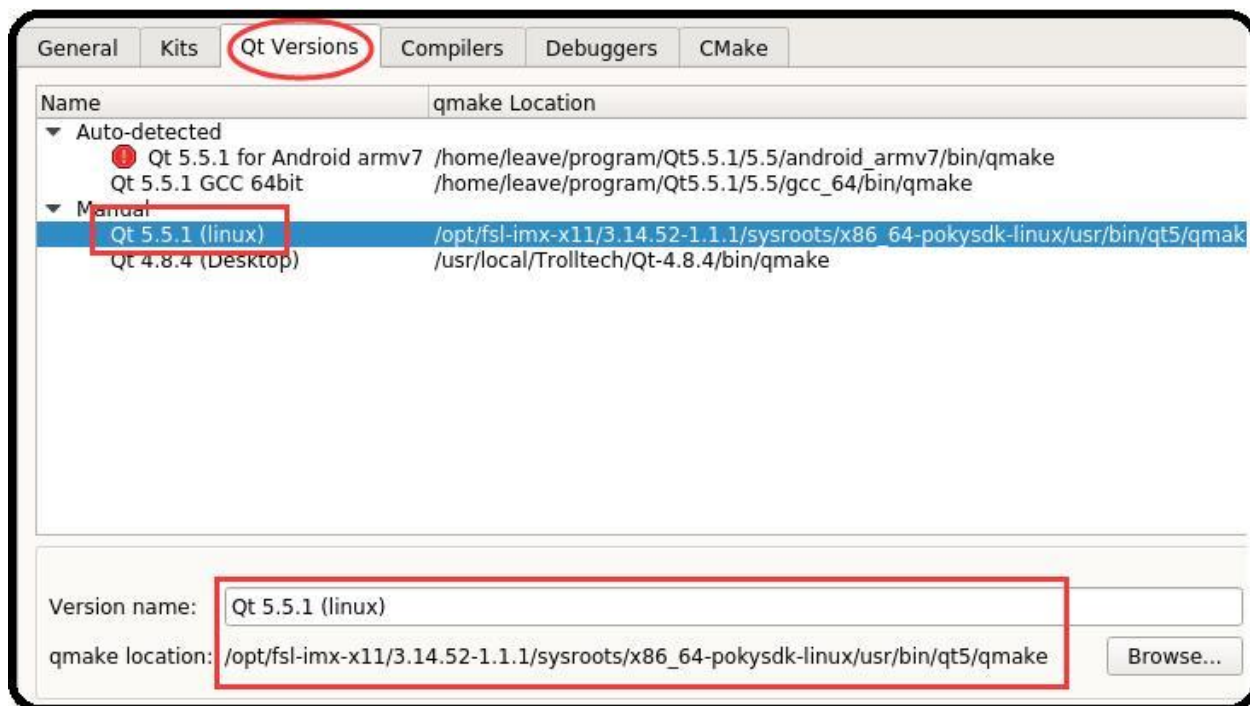 General Kits Qt Versions Compilers Debuggers CMake
Name qmake Location
Auto-detected
Qt 5.5.1 for Android armv7 /home/leave/program/Qt5.5.1/5.5/android_armv7/bin/qmake
Qt 5.5.1 GCC 64bit /home/leave/program/Qt5.5.1/5.5/gcc_64/bin/qmake
Manual
Qt 5.5.1 (linux) /opt/fsl-imx-x11/3.14.52-1.1.1/sysroots/x86_64-pokysdk-linux/usr/bin/qt5/qmak
Qt 4.8.4 (Desktop) /usr/local/Trolltech/Qt-4.8.4/bin/qmake
Version name: Qt 5.5.1 (linux)
qmake location: /opt/fsl-imx-x11/3.14.52-1.1.1/sysroots/x86_64-pokysdk-linux/usr/bin/qt5/qmake Browse...